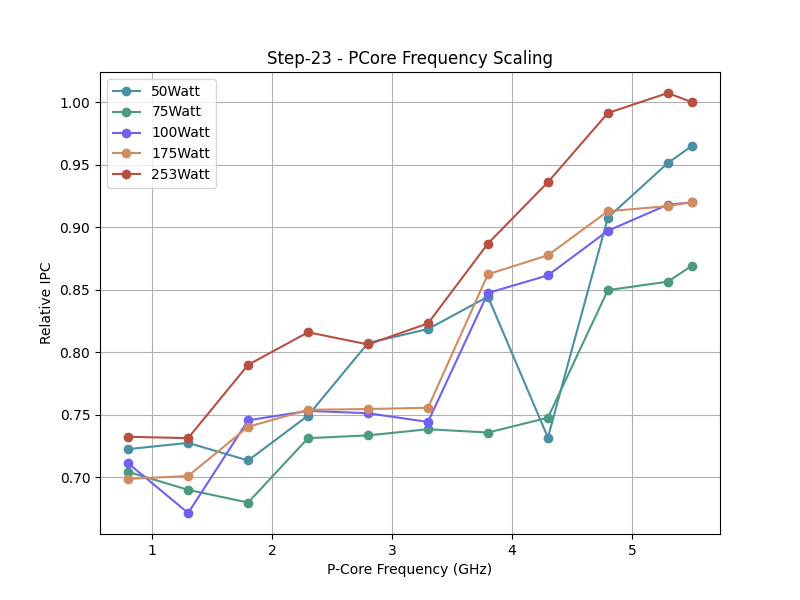 Step-23 - PCore Frequency Scaling
50Watt
75Watt
100Watt
175Watt
253Watt
Relative IPC
1.00
0.95
0.90
0.85
0.80
0.75
0.70
1 2 3 4 5
P-Core Frequency (GHz)